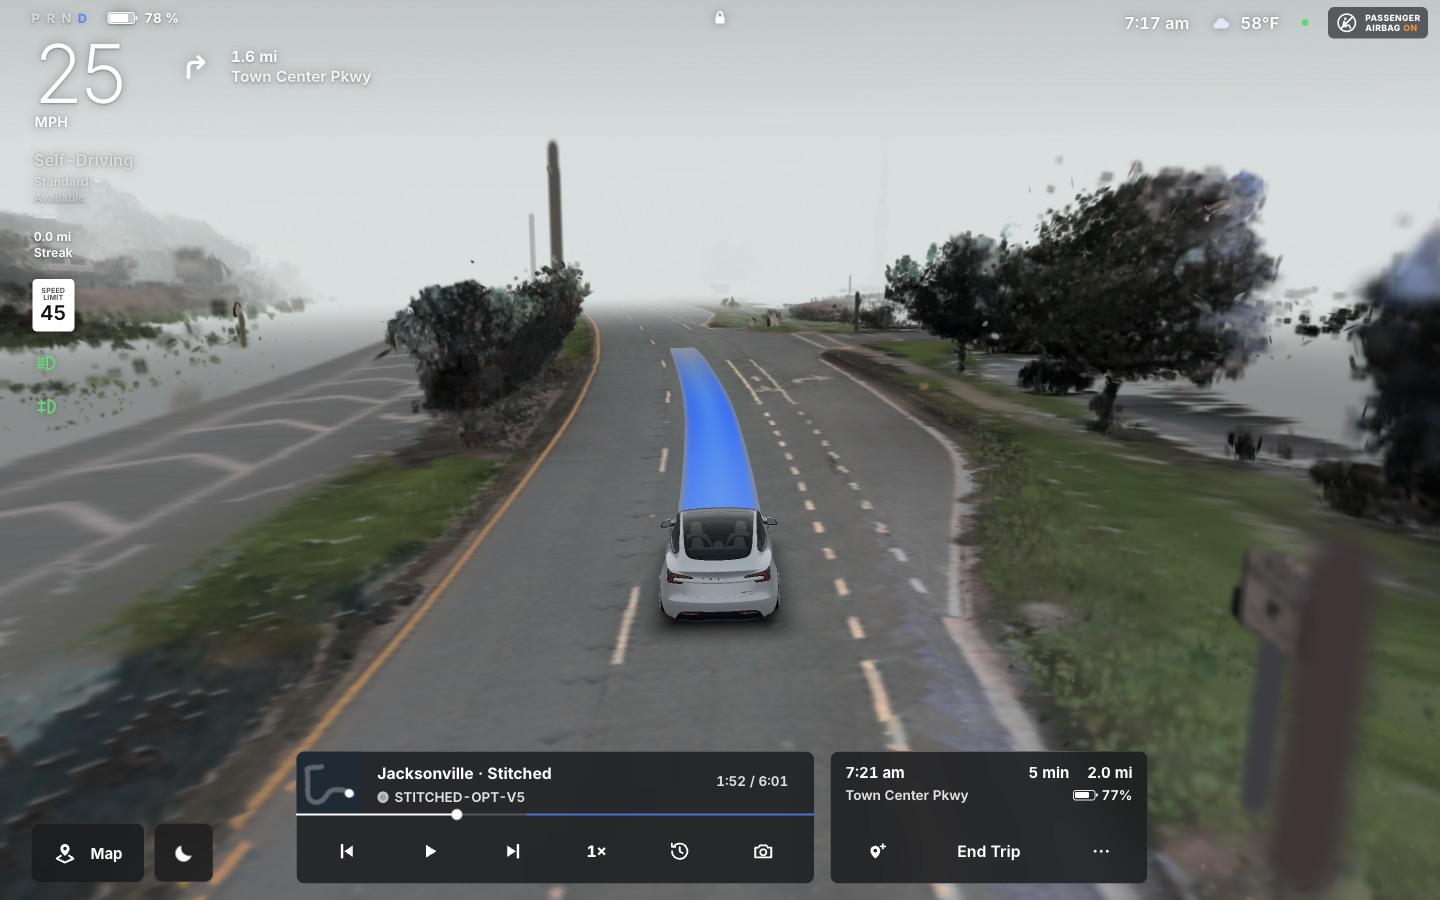 P R N D
78 %
7:17 am
58°F
PASSENGER
AIRBAG ON
25
MPH
1.6 mi
Town Center Pkwy
Self-Driving
Standard
Available
0.0 mi
Streak
SPEED
LIMIT
45
Jacksonville · Stitched
STITCHED-OPT-V5
1:52 / 6:01
1×
7:21 am
5 min
2.0 mi
Town Center Pkwy
77%
End Trip
Map